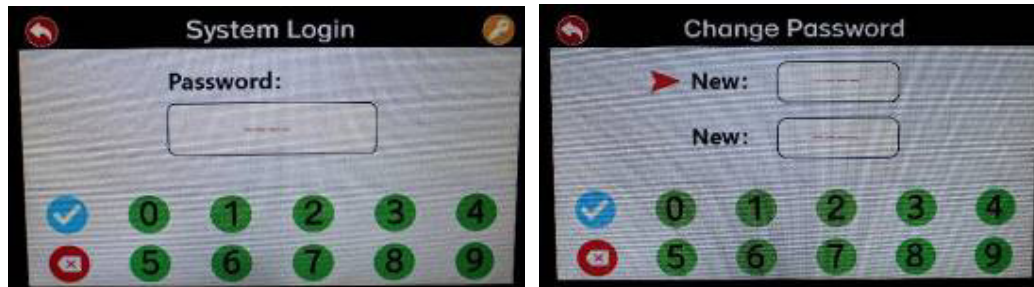 System Login
Password:
----
0 1 2 3 4
5 6 7 8 9
Change Password
New: ----
New: ----
0 1 2 3 4
5 6 7 8 9